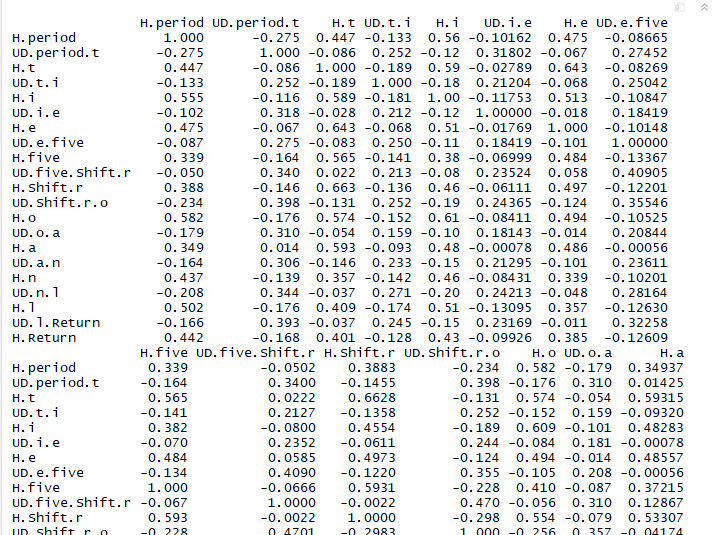 H.period UD.period.t H.t UD.t.i H.i UD.i.e H.e UD.e.five
H.period 1.000 -0.275 0.447 -0.133 0.56 -0.10162 0.475 -0.08665
UD.period.t -0.275 1.000 -0.086 0.252 -0.12 0.31802 -0.067 0.27452
H.t 0.447 -0.086 1.000 -0.189 0.59 -0.02789 0.643 -0.08269
UD.t.i -0.133 0.252 -0.189 1.000 -0.18 0.21204 -0.068 0.25042
H.i 0.555 -0.116 0.589 -0.181 1.00 -0.11753 0.513 -0.10847
UD.i.e -0.102 0.318 -0.028 0.212 -0.12 1.00000 -0.018 0.18419
H.e 0.475 -0.067 0.643 -0.068 0.51 -0.01769 1.000 -0.10148
UD.e.five -0.087 0.275 -0.083 0.250 -0.11 0.18419 -0.101 1.00000
H.five 0.339 -0.164 0.565 -0.141 0.38 -0.06999 0.484 -0.13367
UD.five.Shift.r -0.050 0.340 0.022 0.213 -0.08 0.23524 0.058 0.40905
H.Shift.r 0.388 -0.146 0.663 -0.136 0.46 -0.06111 0.497 -0.12201
UD.Shift.r.o -0.234 0.398 -0.131 0.252 -0.19 0.24365 -0.124 0.35546
H.o 0.582 -0.176 0.574 -0.152 0.61 -0.08411 0.494 -0.10525
UD.o.a -0.179 0.310 -0.054 0.159 -0.10 0.18143 -0.014 0.20844
H.a 0.349 0.014 0.593 -0.093 0.48 -0.00078 0.486 -0.00056
UD.a.n -0.164 0.306 -0.146 0.233 -0.15 0.21295 -0.101 0.23611
H.n 0.437 -0.139 0.357 -0.142 0.46 -0.08431 0.339 -0.10201
UD.n.l -0.208 0.344 -0.037 0.271 -0.20 0.24213 -0.048 0.28164
H.l 0.502 -0.176 0.409 -0.174 0.51 -0.13095 0.357 -0.12630
UD.l.Return -0.166 0.393 -0.037 0.245 -0.15 0.23169 -0.011 0.32258
H.Return 0.442 -0.168 0.401 -0.128 0.43 -0.09926 0.385 -0.12609
H.five UD.five.Shift.r H.Shift.r UD.Shift.r.o H.o UD.o.a H.a
H.period 0.339 -0.0502 0.3883 -0.234 0.582 -0.179 0.34937
UD.period.t -0.164 0.3400 -0.1455 0.398 -0.176 0.310 0.01425
H.t 0.565 0.0222 0.6628 -0.131 0.574 -0.054 0.59315
UD.t.i -0.141 0.2127 -0.1358 0.252 -0.152 0.159 -0.09320
H.i 0.382 -0.0800 0.4554 -0.189 0.609 -0.101 0.48283
UD.i.e -0.070 0.2352 -0.0611 0.244 -0.084 0.181 -0.00078
H.e 0.484 0.0585 0.4973 -0.124 0.494 -0.014 0.48557
UD.e.five -0.134 0.4090 -0.1220 0.355 -0.105 0.208 -0.00056
H.five 1.000 -0.0666 0.5931 -0.228 0.410 -0.087 0.37215
UD.five.Shift.r -0.067 1.0000 -0.0022 0.470 -0.056 0.310 0.12867
H.Shift.r 0.593 -0.0022 1.0000 -0.298 0.554 -0.079 0.53307
UD.Shift.r.o -0.228 0.4701 -0.2983 1.000 -0.256 0.357 -0.04174